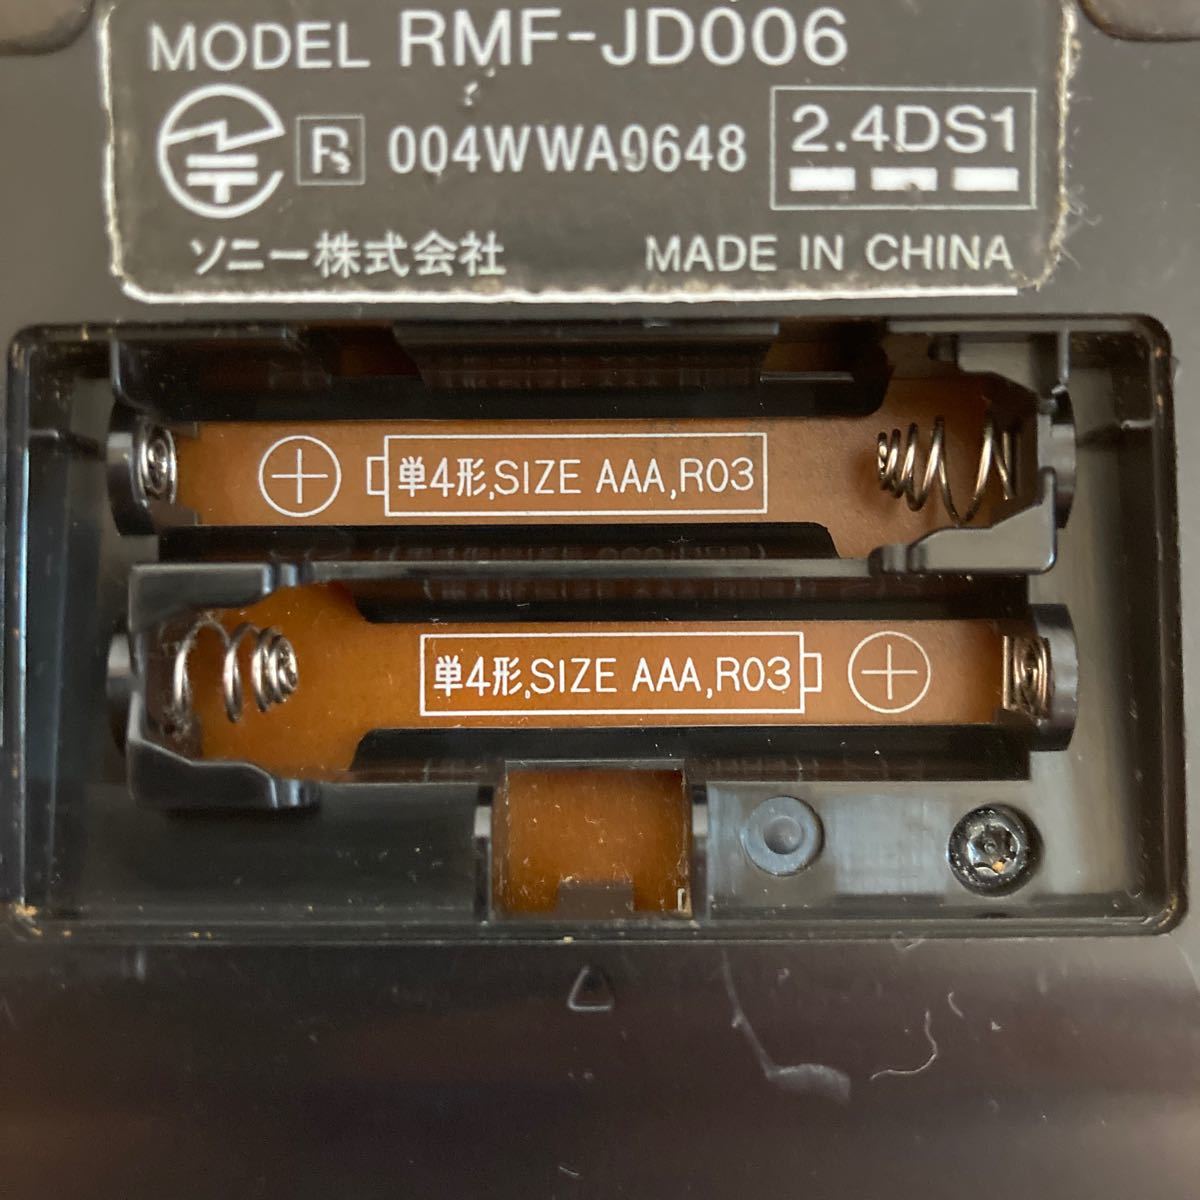 MODEL RMF-JD006
R 004WWA0648 2.4DS1
ソニー株式会社 MADE IN CHINA
単4形,SIZE AAA,R03
単4形,SIZE AAA,R03